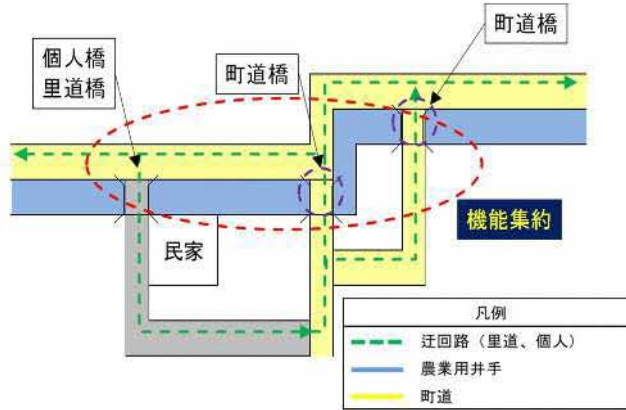 個人橋
里道橋
町道橋
町道橋
民家
機能集約
凡例
迂回路（里道、個人）
農業用井手
町道